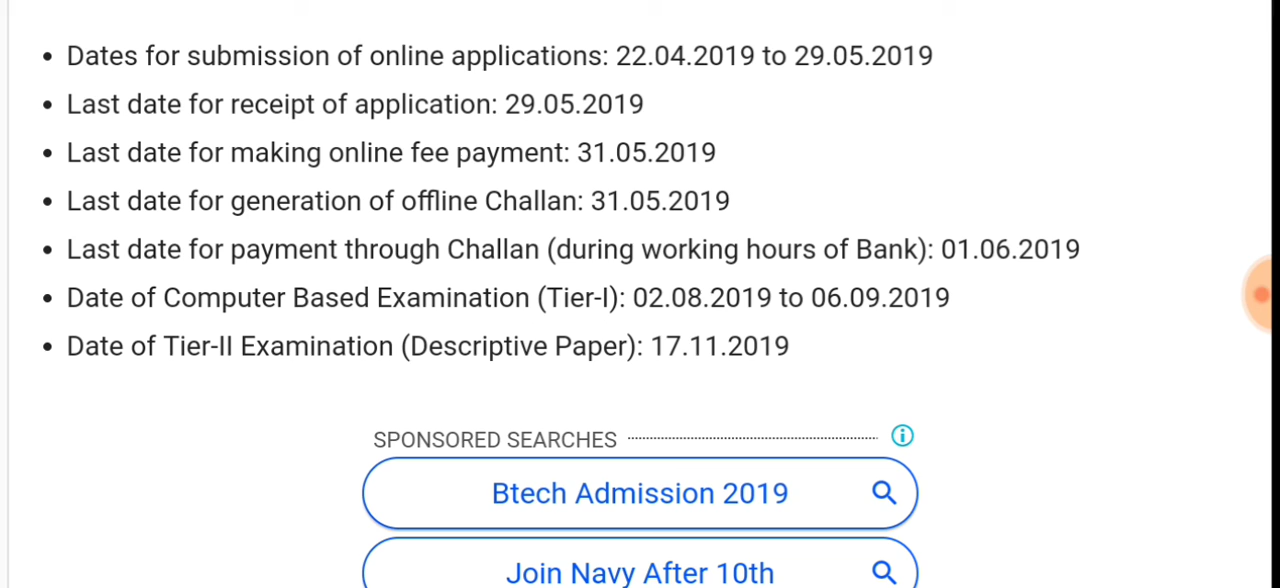 • Dates for submission of online applications: 22.04.2019 to 29.05.2019
• Last date for receipt of application: 29.05.2019
• Last date for making online fee payment: 31.05.2019
• Last date for generation of offline Challan: 31.05.2019
• Last date for payment through Challan (during working hours of Bank): 01.06.2019
• Date of Computer Based Examination (Tier-I): 02.08.2019 to 06.09.2019
• Date of Tier-II Examination (Descriptive Paper): 17.11.2019
SPONSORED SEARCHES
Btech Admission 2019
Join Navy After 10th